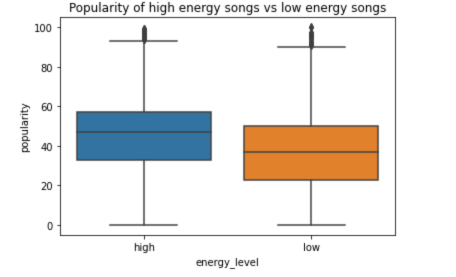 Popularity of high energy songs vs low energy songs
100
80
60
40
20
0
popularity
high low
energy_level